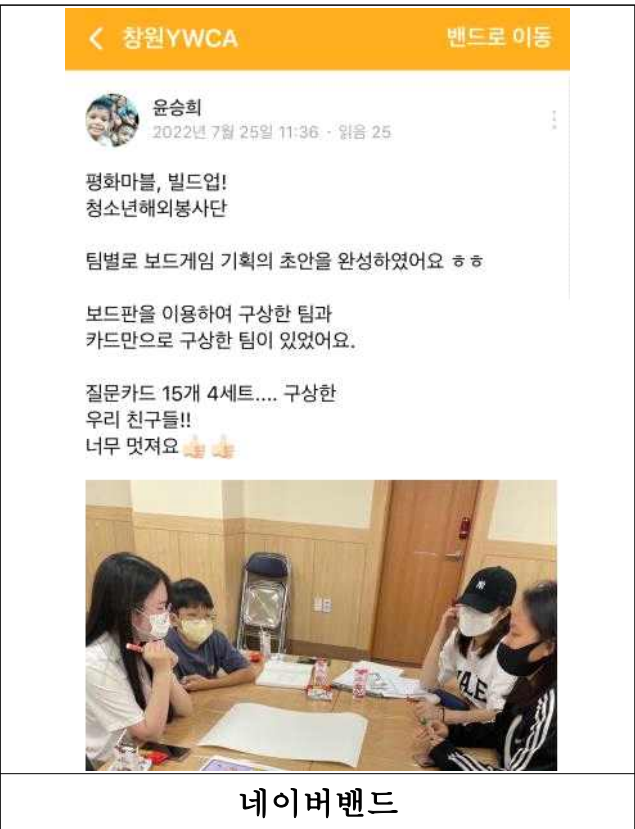 창원YWCA 밴드로 이동
윤승희
2022년 7월 25일 11:36 · 읽음 25
평화마블, 빌드업!
청소년해외봉사단
팀별로 보드게임 기획의 초안을 완성하였어요 ㅎㅎ
보드판을 이용하여 구상한 팀과
카드만으로 구상한 팀이 있었어요.
질문카드 15개 4세트.... 구상한
우리 친구들!!
너무 멋져요👍🏻👍🏻
네이버밴드